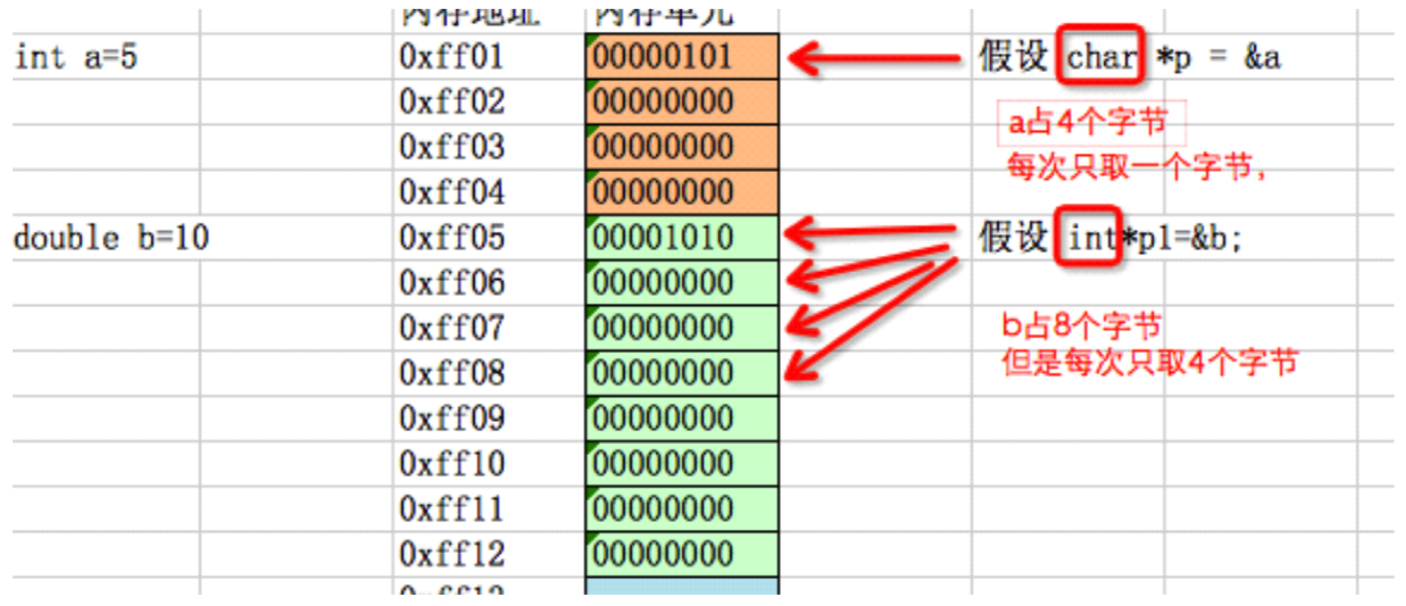 内存地址 内存单元
int a=5 0xff01 00000101 假设 char *p = &a
0xff02 00000000
a占4个字节
0xff03 00000000
每次只取一个字节，
0xff04 00000000
double b=10 0xff05 00001010 假设 int*p1=&b;
0xff06 00000000
0xff07 00000000
b占8个字节
0xff08 00000000
但是每次只取4个字节
0xff09 00000000
0xff10 00000000
0xff11 00000000
0xff12 00000000